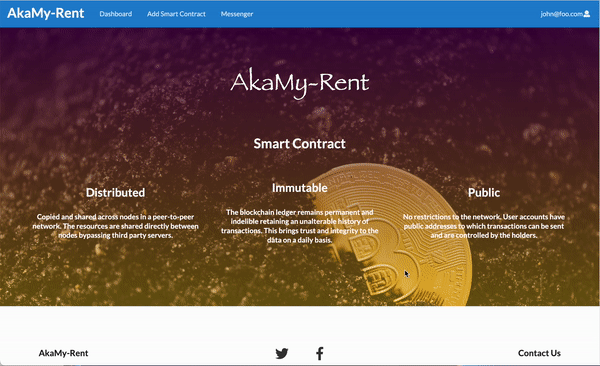 AkaMy-Rent Dashboard Add Smart Contract Messenger john@foo.com
AkaMy-Rent
Smart Contract
Distributed
Copied and shared across nodes in a peer-to-peer
network. The resources are shared directly between
nodes bypassing third party servers.
Immutable
The blockchain ledger remains permanent and
indelible retaining an unalterable history of
transactions. This brings trust and integrity to the
data on a daily basis.
Public
No restrictions to the network. User accounts have
public addresses to which transactions can be sent
and are controlled by the holders.
AkaMy-Rent
Contact Us